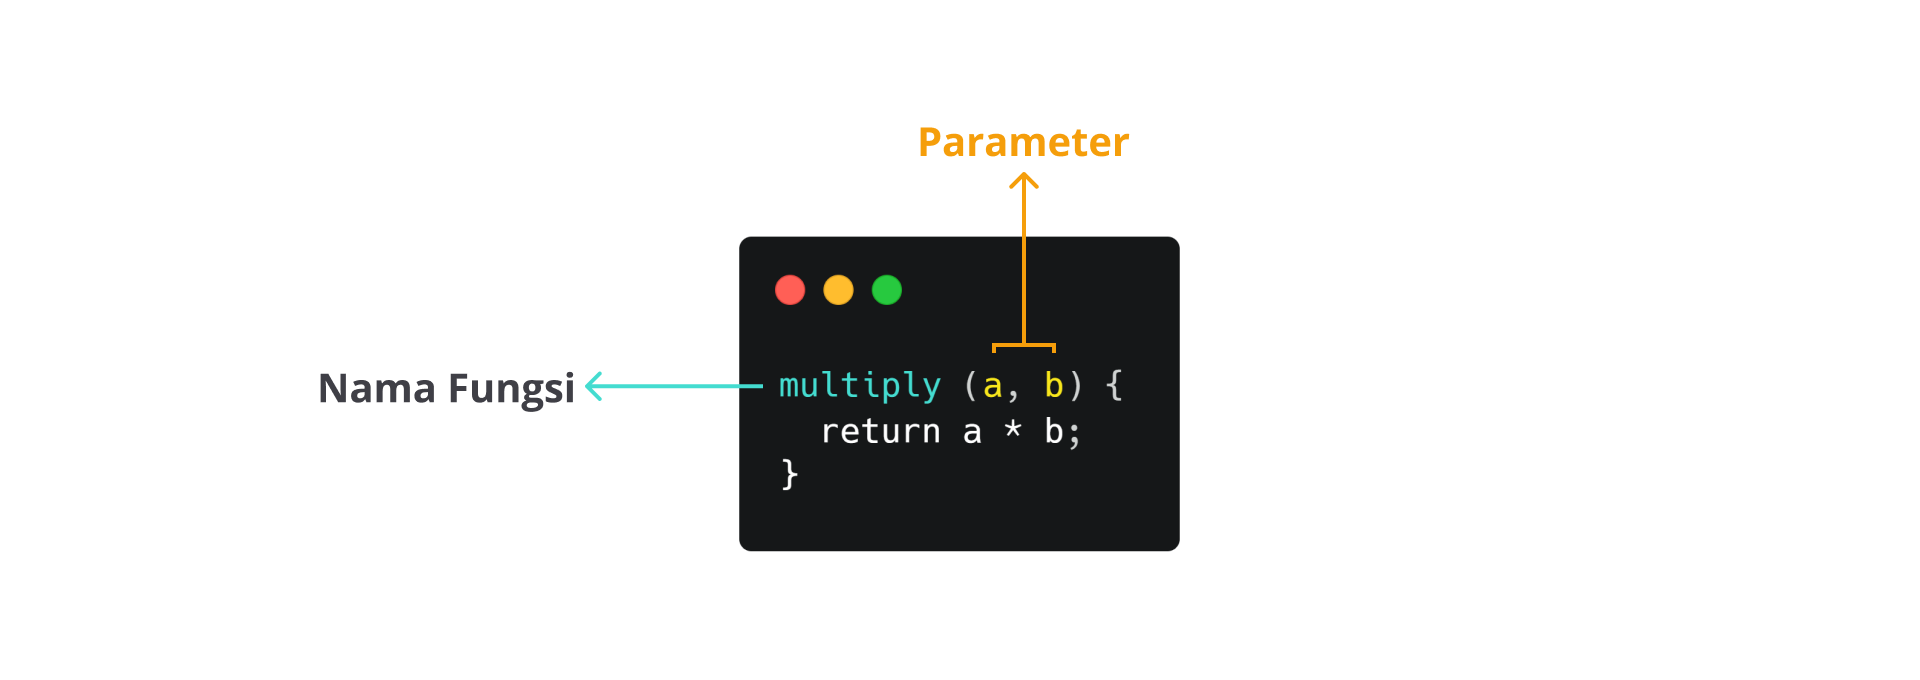 Parameter
Nama Fungsi
multiply (a, b) {
  return a * b;
}